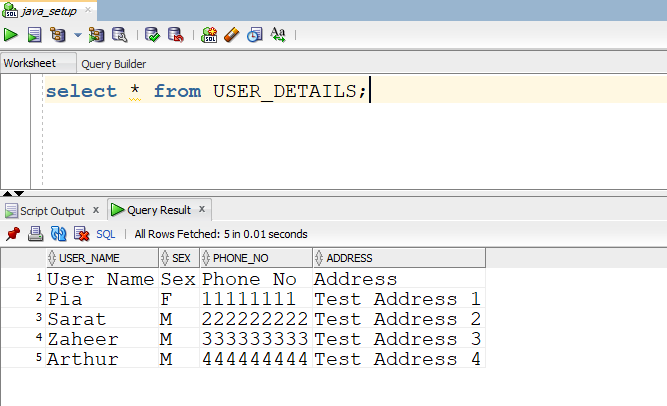 java_setup
Aa
Worksheet Query Builder
select * from USER_DETAILS;
Script Output x Query Result x
SQL | All Rows Fetched: 5 in 0.01 seconds
USER_NAME SEX PHONE_NO ADDRESS
1 User Name Sex Phone No Address
2 Pia F 11111111 Test Address 1
3 Sarat M 222222222 Test Address 2
4 Zaheer M 333333333 Test Address 3
5 Arthur M 444444444 Test Address 4